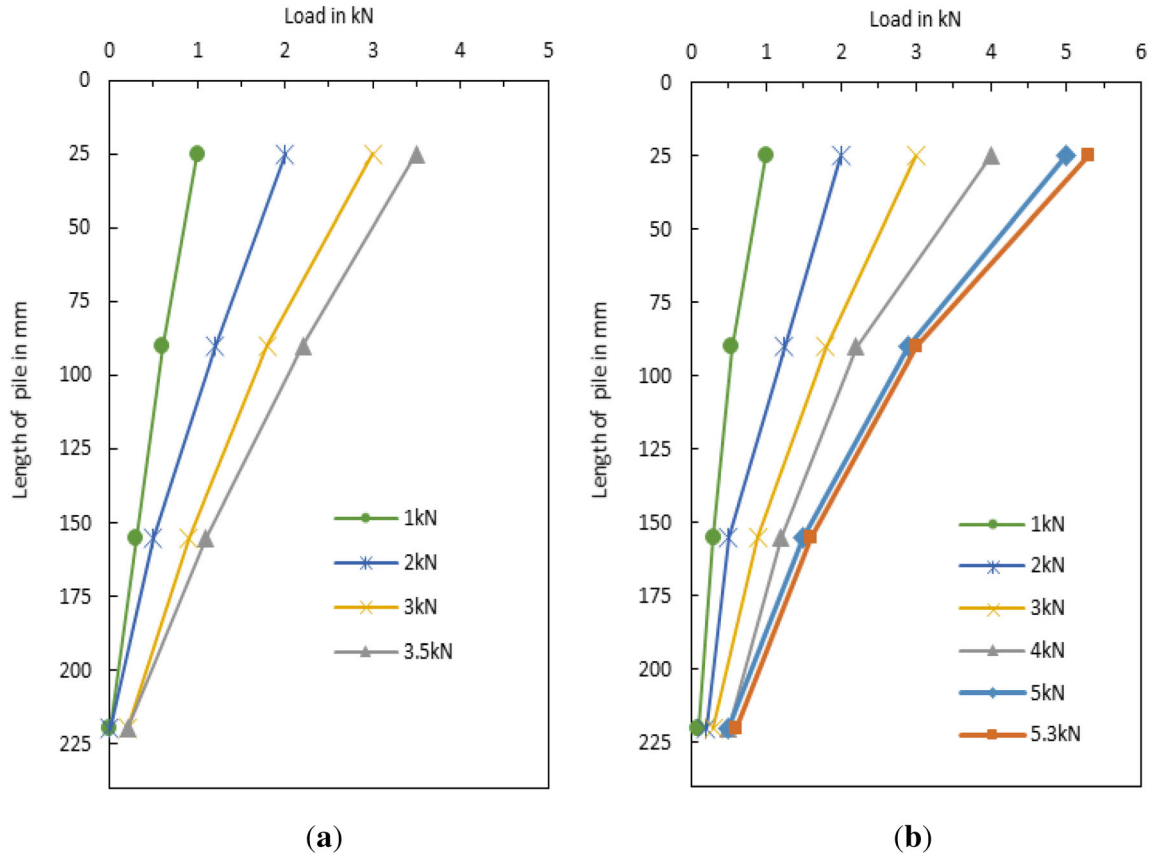 Load in kN
0 1 2 3 4 5
0
25
50
75
100
125
150
175
200
225
Length of pile in mm
1kN
2kN
3kN
3.5kN
(a)
Load in kN
0 1 2 3 4 5 6
0
25
50
75
100
125
150
175
200
225
Length of pile in mm
1kN
2kN
3kN
4kN
5kN
5.3kN
(b)